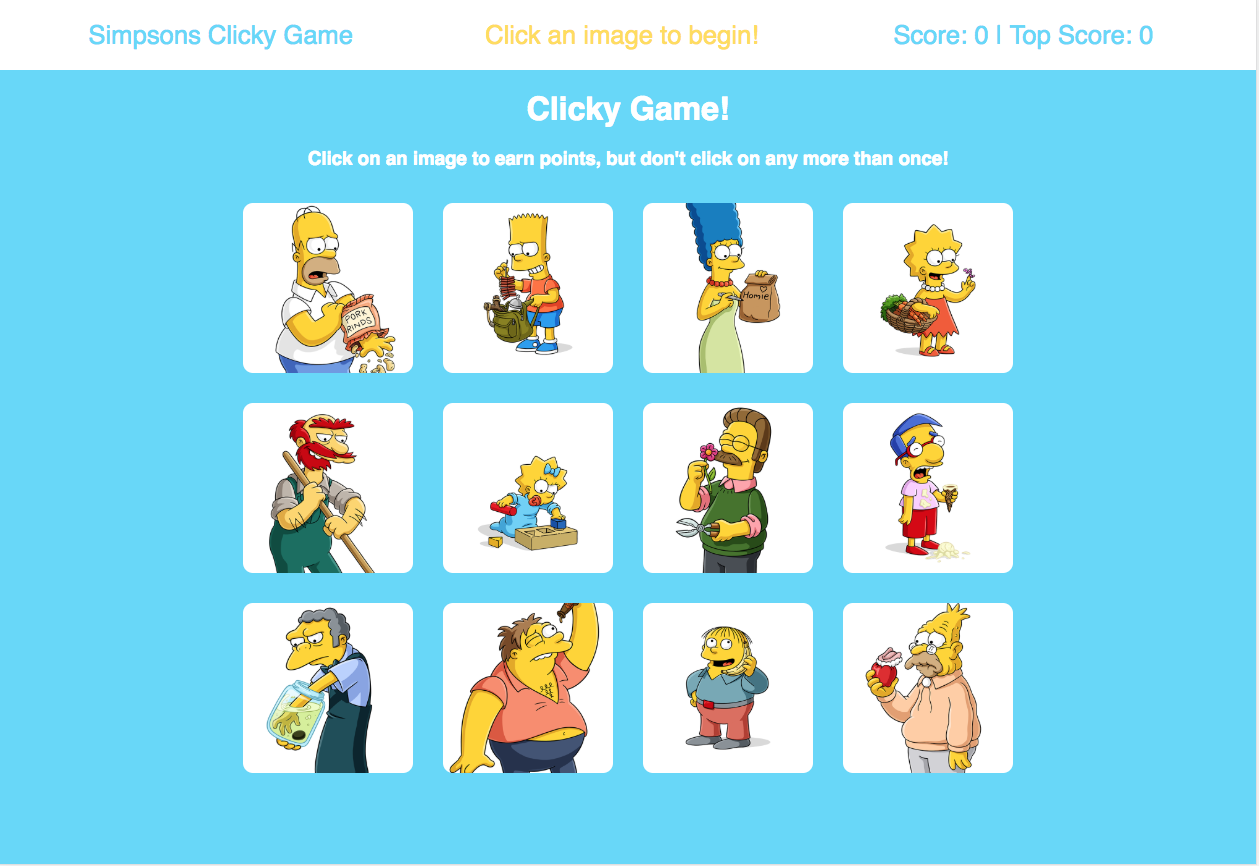 Simpsons Clicky Game
Click an image to begin!
Score: 0 | Top Score: 0
Clicky Game!
Click on an image to earn points, but don't click on any more than once!
PORK
RINDS
Homie